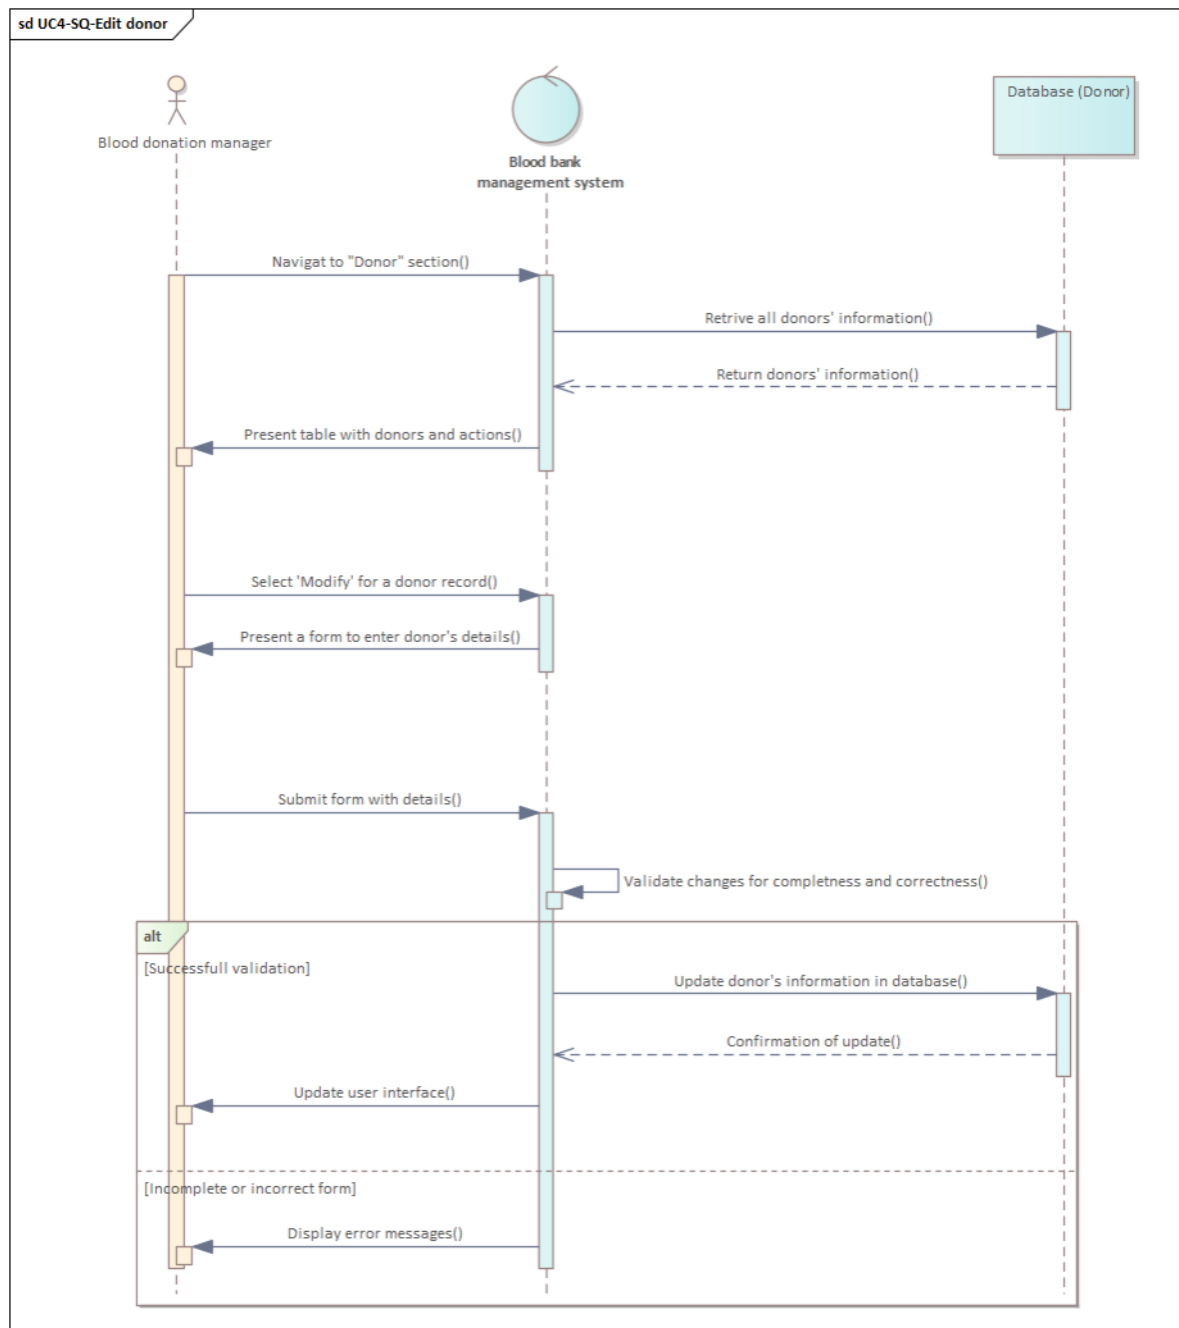 sd UC4-SQ-Edit donor
Blood donation manager
Blood bank
management system
Database (Donor)
Navigat to "Donor" section()
Retrive all donors' information()
Return donors' information()
Present table with donors and actions()
Select 'Modify' for a donor record()
Present a form to enter donor's details()
Submit form with details()
Validate changes for completness and correctness()
alt
[Successfull validation]
Update donor's information in database()
Confirmation of update()
Update user interface()
[Incomplete or incorrect form]
Display error messages()